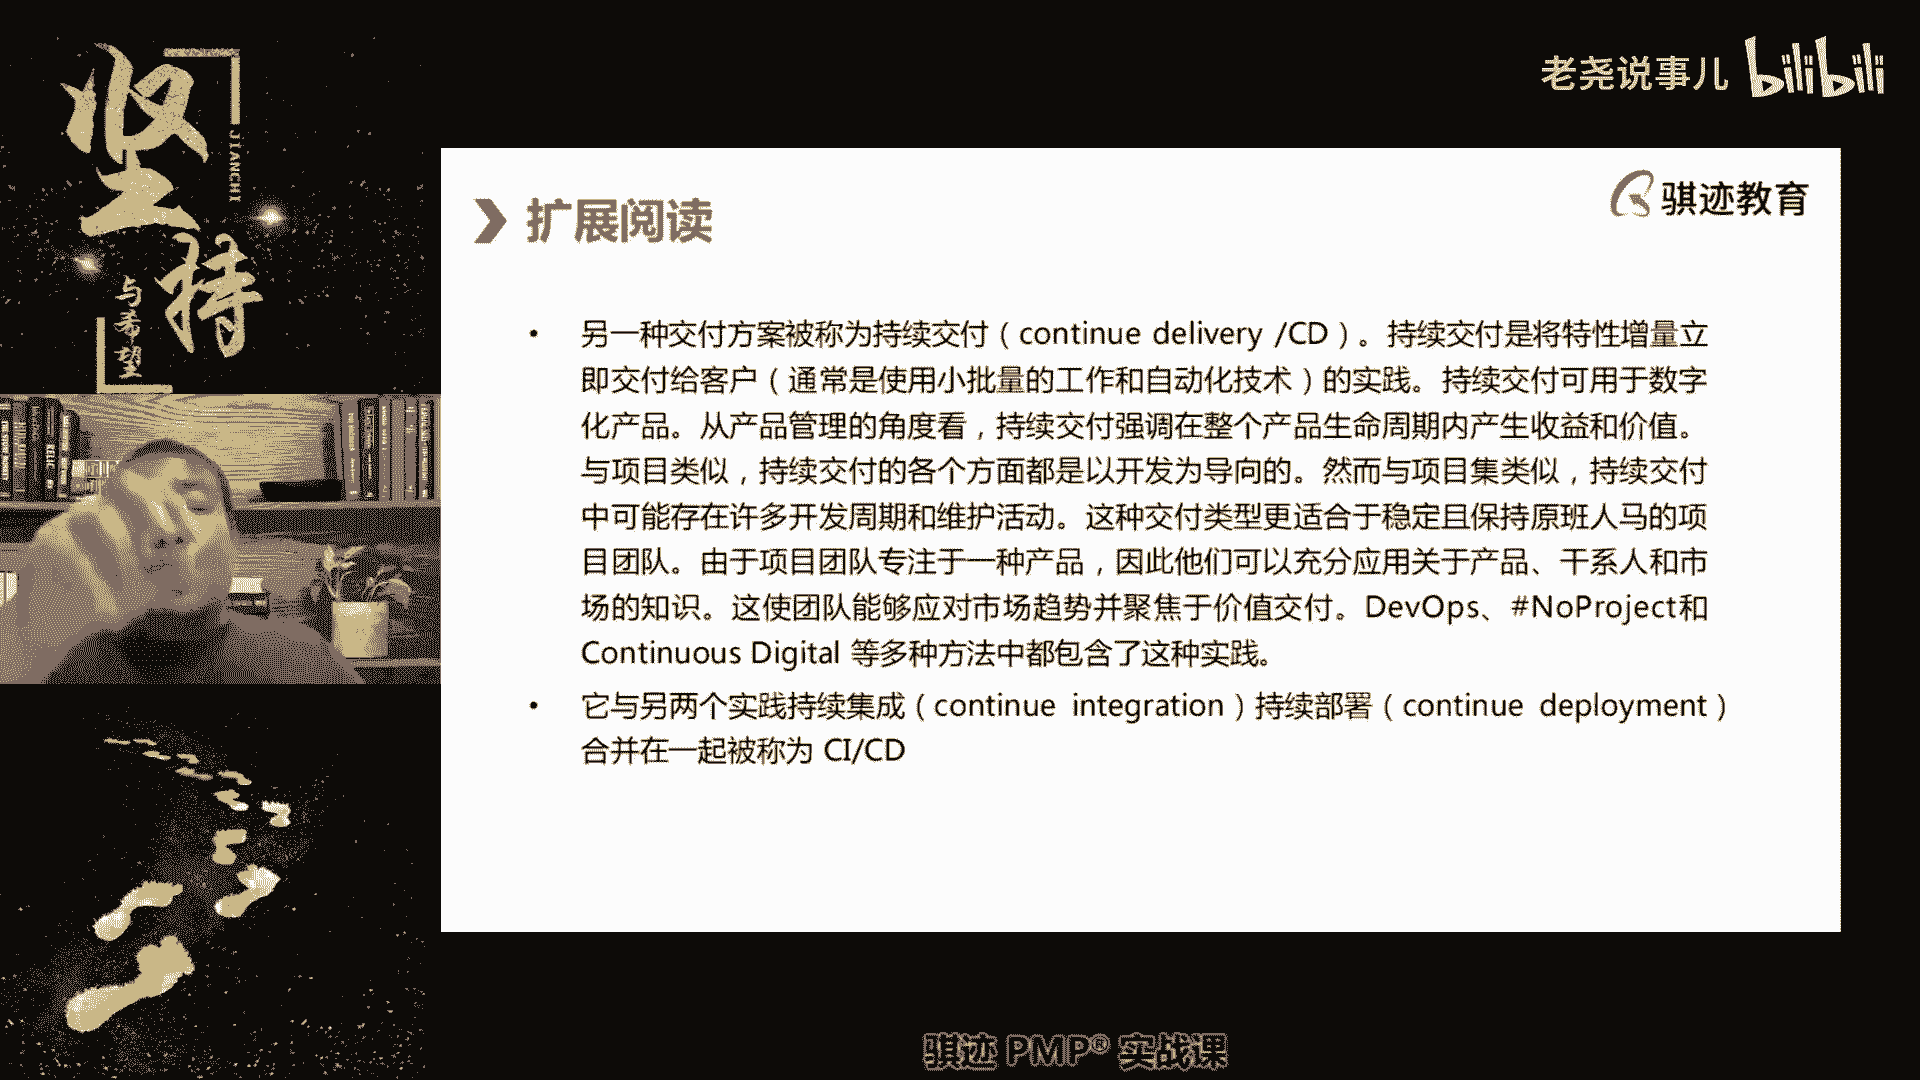 坚持
JIANCHI
与希望
老尧说事儿 bilibili
骐迹教育
扩展阅读
• 另一种交付方案被称为持续交付（continue delivery /CD）。持续交付是将特性增量立
即交付给客户（通常是使用小批量的工作和自动化技术）的实践。持续交付可用于数字
化产品。从产品管理的角度看，持续交付强调在整个产品生命周期内产生收益和价值。
与项目类似，持续交付的各个方面都是以开发为导向的。然而与项目集类似，持续交付
中可能存在许多开发周期和维护活动。这种交付类型更适合于稳定且保持原班人马的项
目团队。由于项目团队专注于一种产品，因此他们可以充分应用关于产品、干系人和市
场的知识。这使团队能够应对市场趋势并聚焦于价值交付。DevOps、#NoProject和
Continuous Digital 等多种方法中都包含了这种实践。
• 它与另两个实践持续集成（continue integration）持续部署（continue deployment）
合并在一起被称为 CI/CD
骐迹 PMP® 实战课